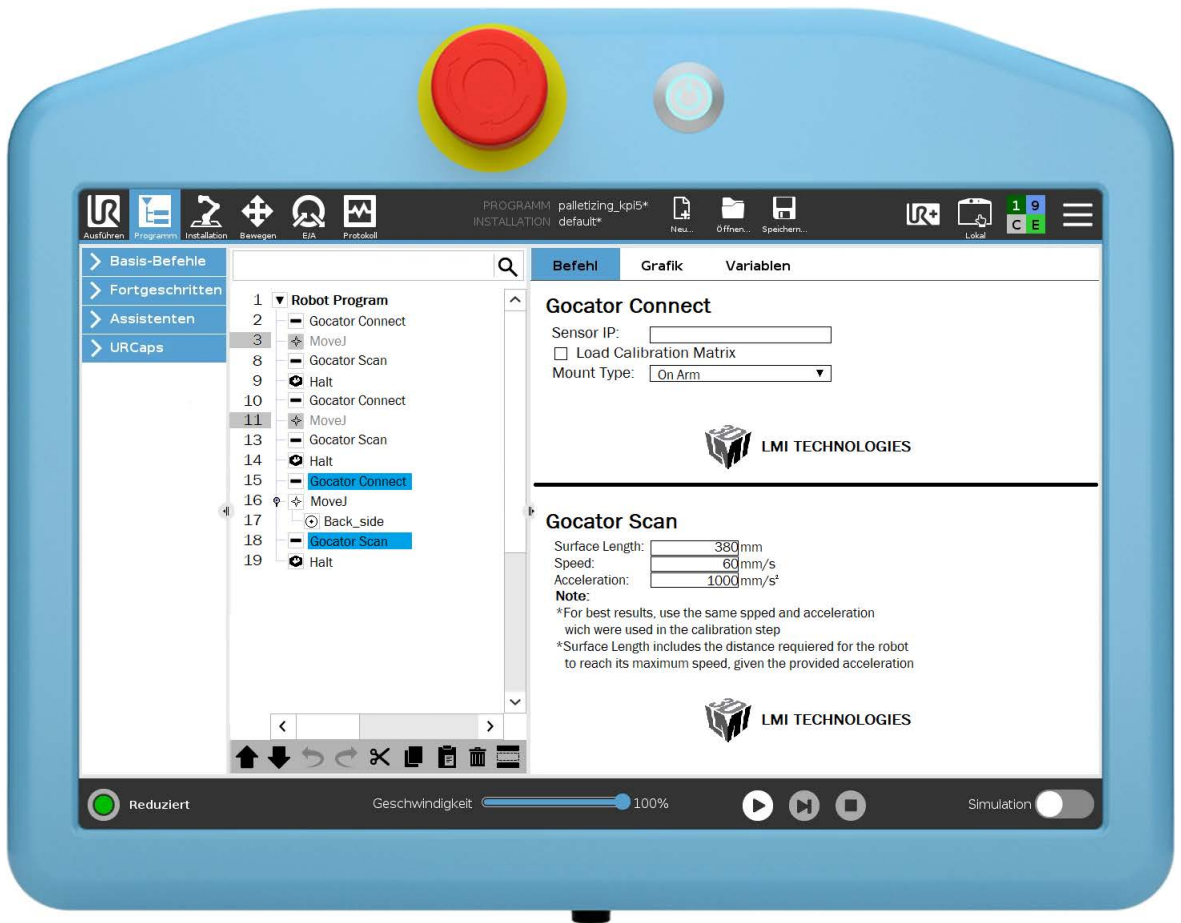 PROGRAMM palletizing_kpi5*
INSTALLATION default*
Ausführen Programm Installation Bewegen E/A Protokoll Neu... Öffnen... Speichern... UR+ Lokal
UR
1 9
C E
Basis-Befehle
Fortgeschritten
Assistenten
URCaps
1 Robot Program
2 Gocator Connect
3 MoveJ
8 Gocator Scan
9 Halt
10 Gocator Connect
11 MoveJ
13 Gocator Scan
14 Halt
15 Gocator Connect
16 MoveJ
17 Back_side
18 Gocator Scan
19 Halt
Befehl Grafik Variablen
Gocator Connect
Sensor IP:
Load Calibration Matrix
Mount Type: On Arm
LMI 3D LMI TECHNOLOGIES
Gocator Scan
Surface Length: 380 mm
Speed: 60 mm/s
Acceleration: 1000 mm/s²
Note:
*For best results, use the same spped and acceleration
wich were used in the calibration step
*Surface Length includes the distance requiered for the robot
to reach its maximum speed, given the provided acceleration
LMI 3D LMI TECHNOLOGIES
Reduziert Geschwindigkeit 100% Simulation